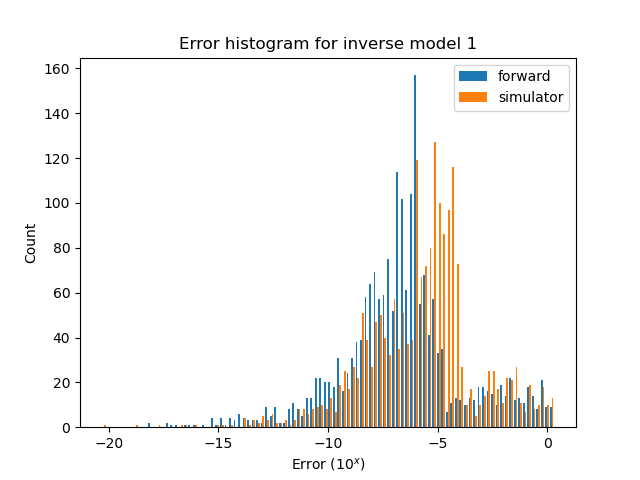 Error histogram for inverse model 1
forward
simulator
160
140
120
100
80
60
40
20
0
Count
−20
−15
−10
−5
0
Error (10^x)